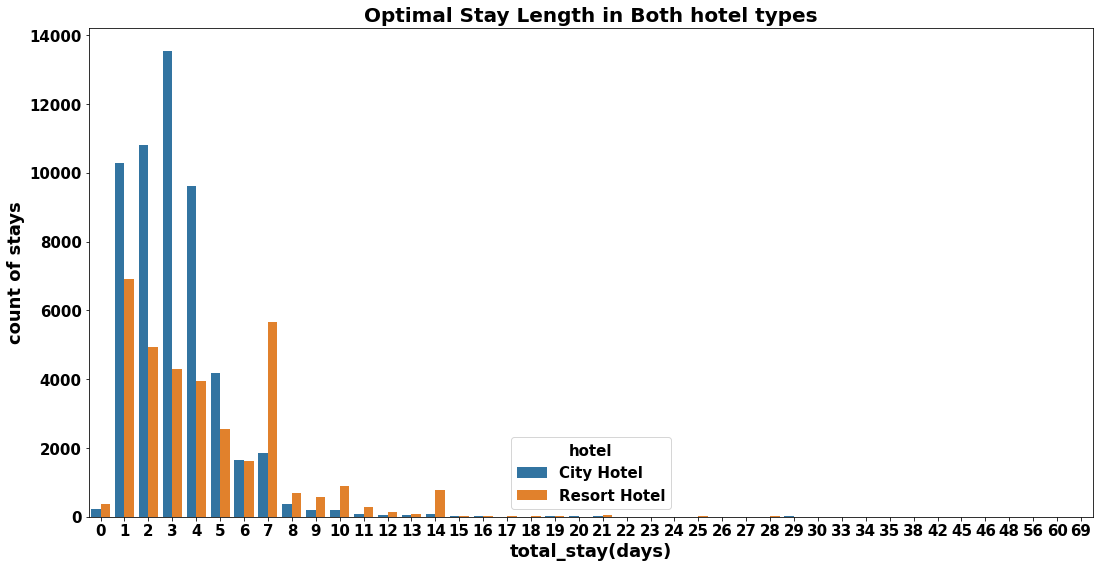 Optimal Stay Length in Both hotel types
count of stays
14000
12000
10000
8000
6000
4000
2000
0
hotel
City Hotel
Resort Hotel
0 1 2 3 4 5 6 7 8 9 10 11 12 13 14 15 16 17 18 19 20 21 22 23 24 25 26 27 28 29 30 33 34 35 38 42 45 46 48 56 60 69
total_stay(days)